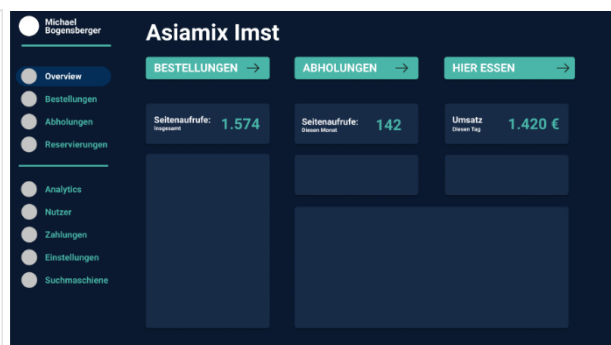 Michael
Bogensberger
Asiamix Imst
BESTELLUNGEN →
ABHOLUNGEN →
HIER ESSEN →
Overview
Bestellungen
Abholungen
Reservierungen
Analytics
Nutzer
Zahlungen
Einstellungen
Suchmaschiene
Seitenaufrufe:
Insgesamt
1.574
Seitenaufrufe:
Diesen Monat
142
Umsatz
Diesen Tag
1.420 €